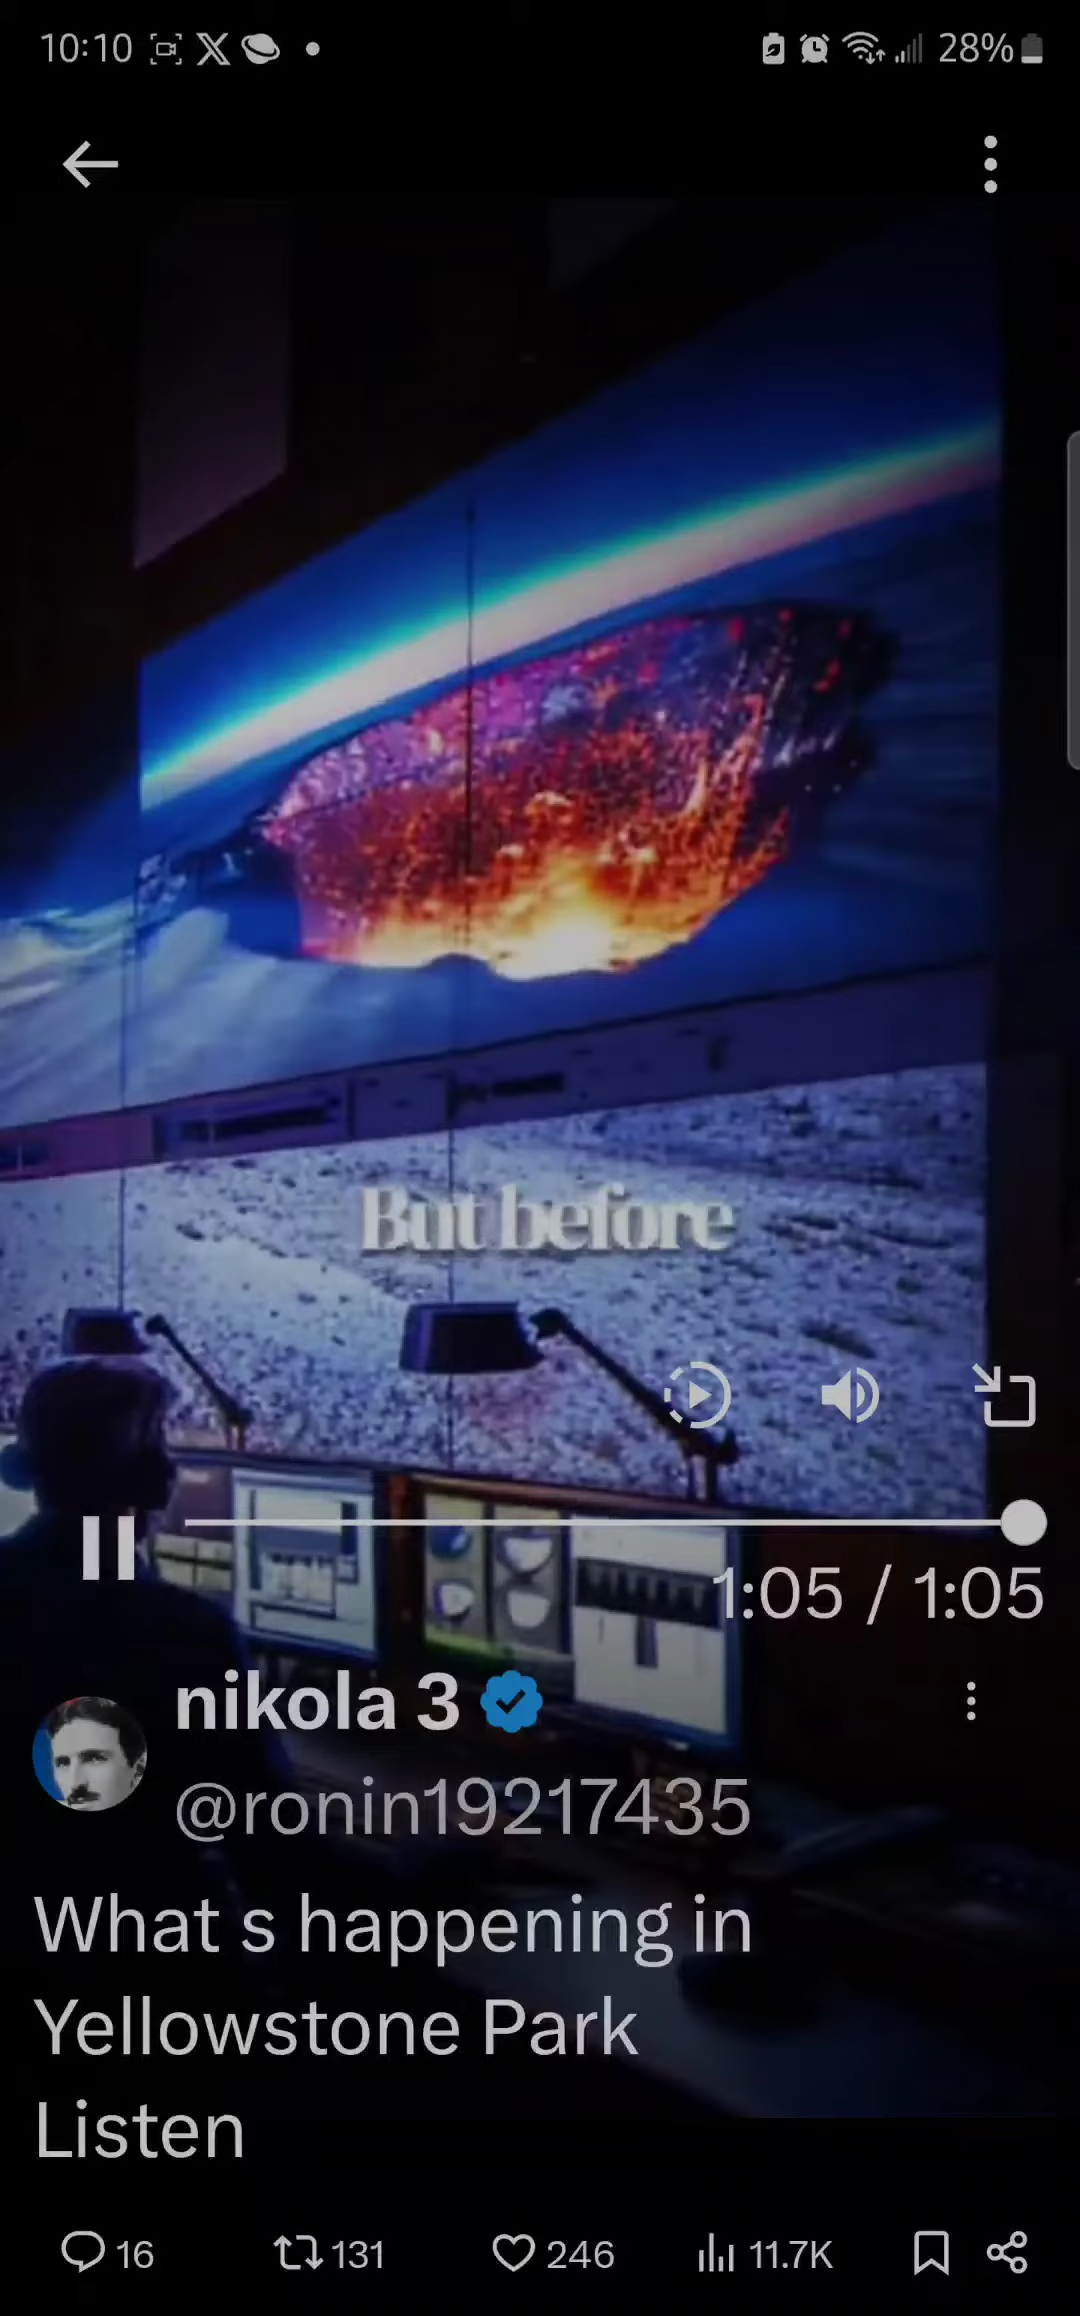 10:10
28%
But before
1:05 / 1:05
nikola 3
@ronin19217435
What s happening in
Yellowstone Park
Listen
16 131 246 11.7K